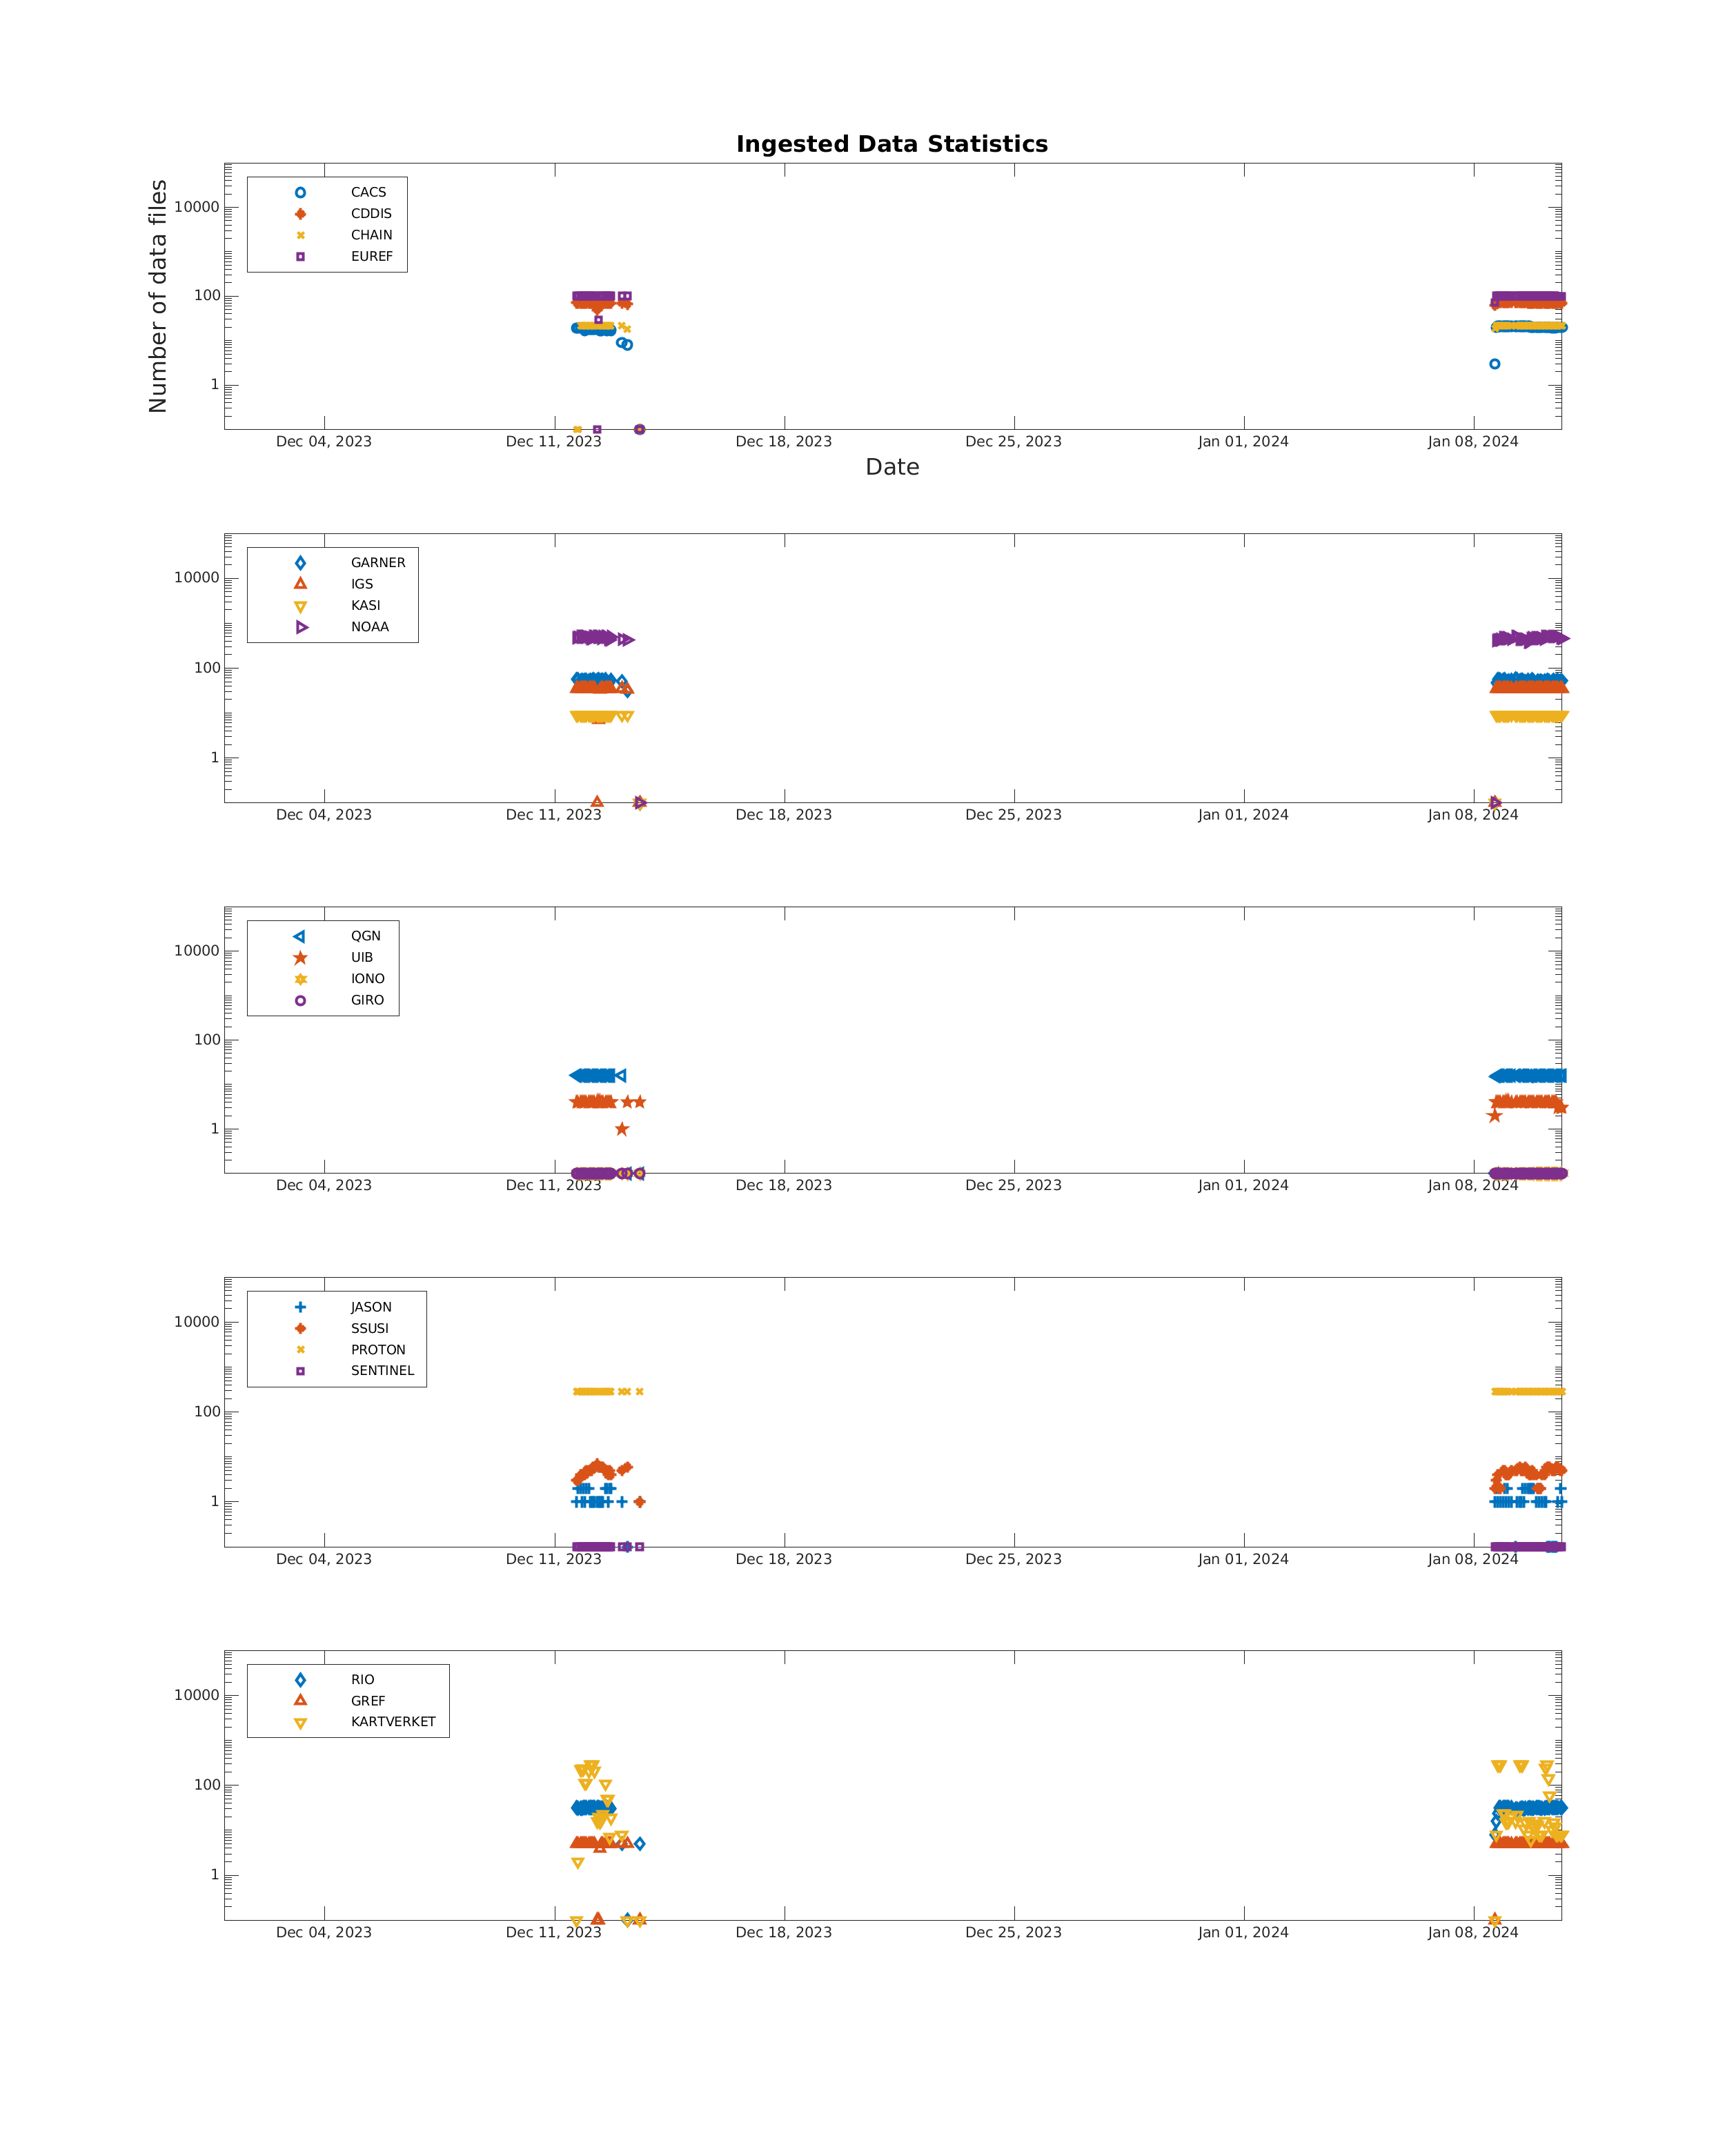 Ingested Data Statistics
Number of data files
10000
100
1
CACS
CDDIS
CHAIN
EUREF
Dec 04, 2023 Dec 11, 2023 Dec 18, 2023 Dec 25, 2023 Jan 01, 2024 Jan 08, 2024
Date
10000
100
1
GARNER
IGS
KASI
NOAA
Dec 04, 2023 Dec 11, 2023 Dec 18, 2023 Dec 25, 2023 Jan 01, 2024 Jan 08, 2024
10000
100
1
QGN
UIB
IONO
GIRO
Dec 04, 2023 Dec 11, 2023 Dec 18, 2023 Dec 25, 2023 Jan 01, 2024 Jan 08, 2024
10000
100
1
JASON
SSUSI
PROTON
SENTINEL
Dec 04, 2023 Dec 11, 2023 Dec 18, 2023 Dec 25, 2023 Jan 01, 2024 Jan 08, 2024
10000
100
1
RIO
GREF
KARTVERKET
Dec 04, 2023 Dec 11, 2023 Dec 18, 2023 Dec 25, 2023 Jan 01, 2024 Jan 08, 2024